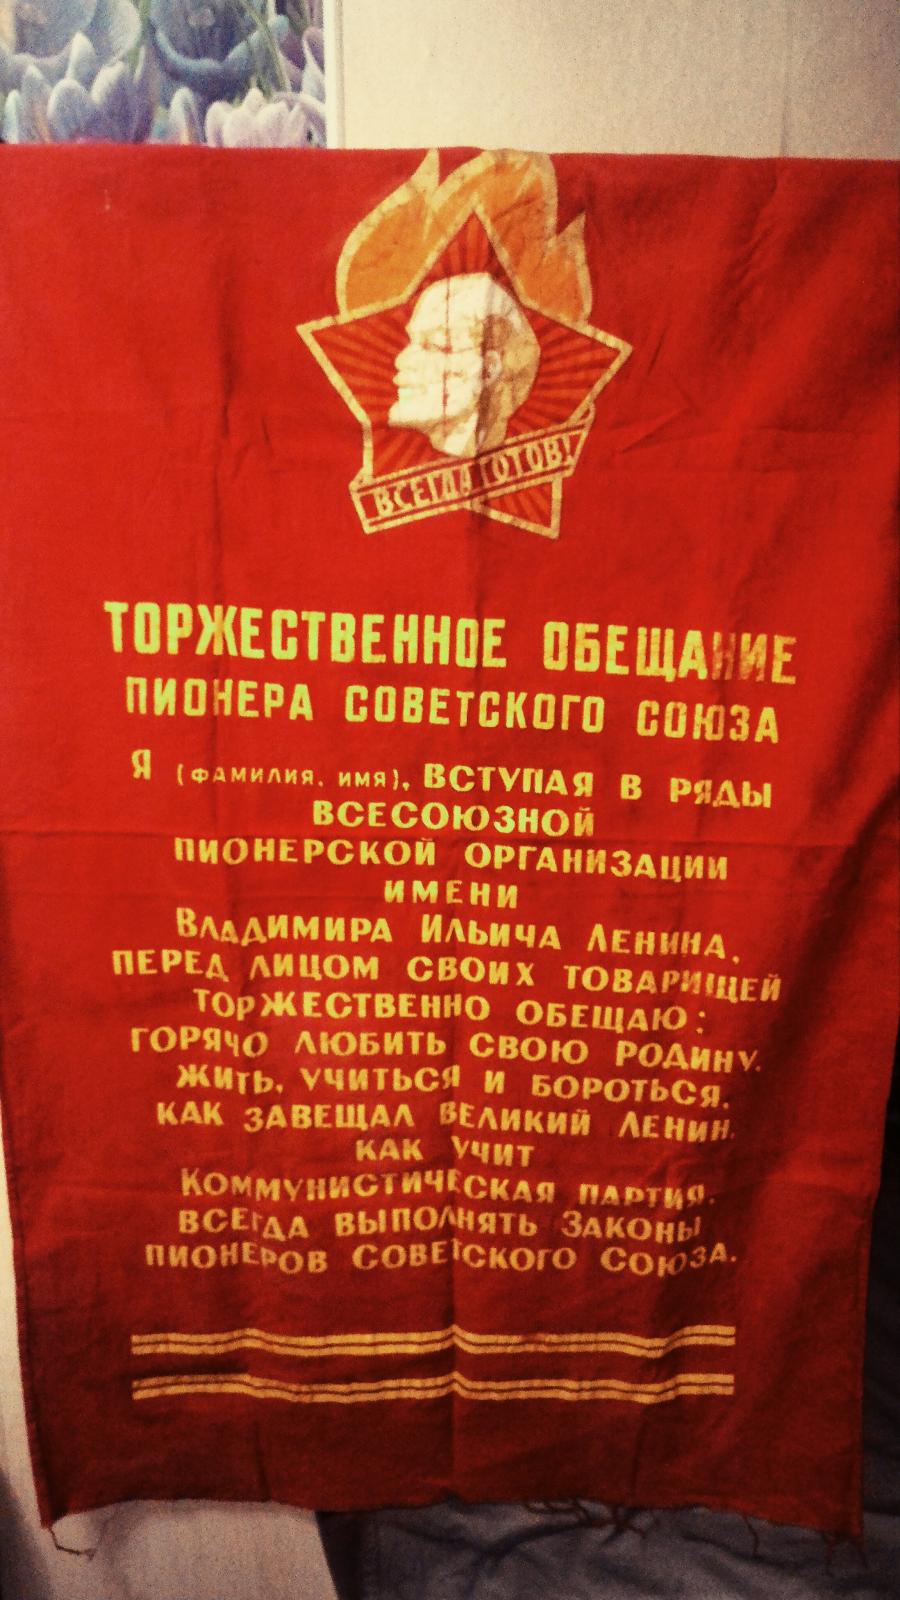 ВСЕГДА ГОТОВ!
ТОРЖЕСТВЕННОЕ ОБЕЩАНИЕ
ПИОНЕРА СОВЕТСКОГО СОЮЗА
Я (ФАМИЛИЯ, ИМЯ), ВСТУПАЯ В РЯДЫ
ВСЕСОЮЗНОЙ
ПИОНЕРСКОЙ ОРГАНИЗАЦИИ
ИМЕНИ
ВЛАДИМИРА ИЛЬИЧА ЛЕНИНА,
ПЕРЕД ЛИЦОМ СВОИХ ТОВАРИЩЕЙ
ТОРЖЕСТВЕННО ОБЕЩАЮ:
ГОРЯЧО ЛЮБИТЬ СВОЮ РОДИНУ,
ЖИТЬ, УЧИТЬСЯ И БОРОТЬСЯ,
КАК ЗАВЕЩАЛ ВЕЛИКИЙ ЛЕНИН,
КАК УЧИТ
КОММУНИСТИЧЕСКАЯ ПАРТИЯ,
ВСЕГДА ВЫПОЛНЯТЬ ЗАКОНЫ
ПИОНЕРОВ СОВЕТСКОГО СОЮЗА.